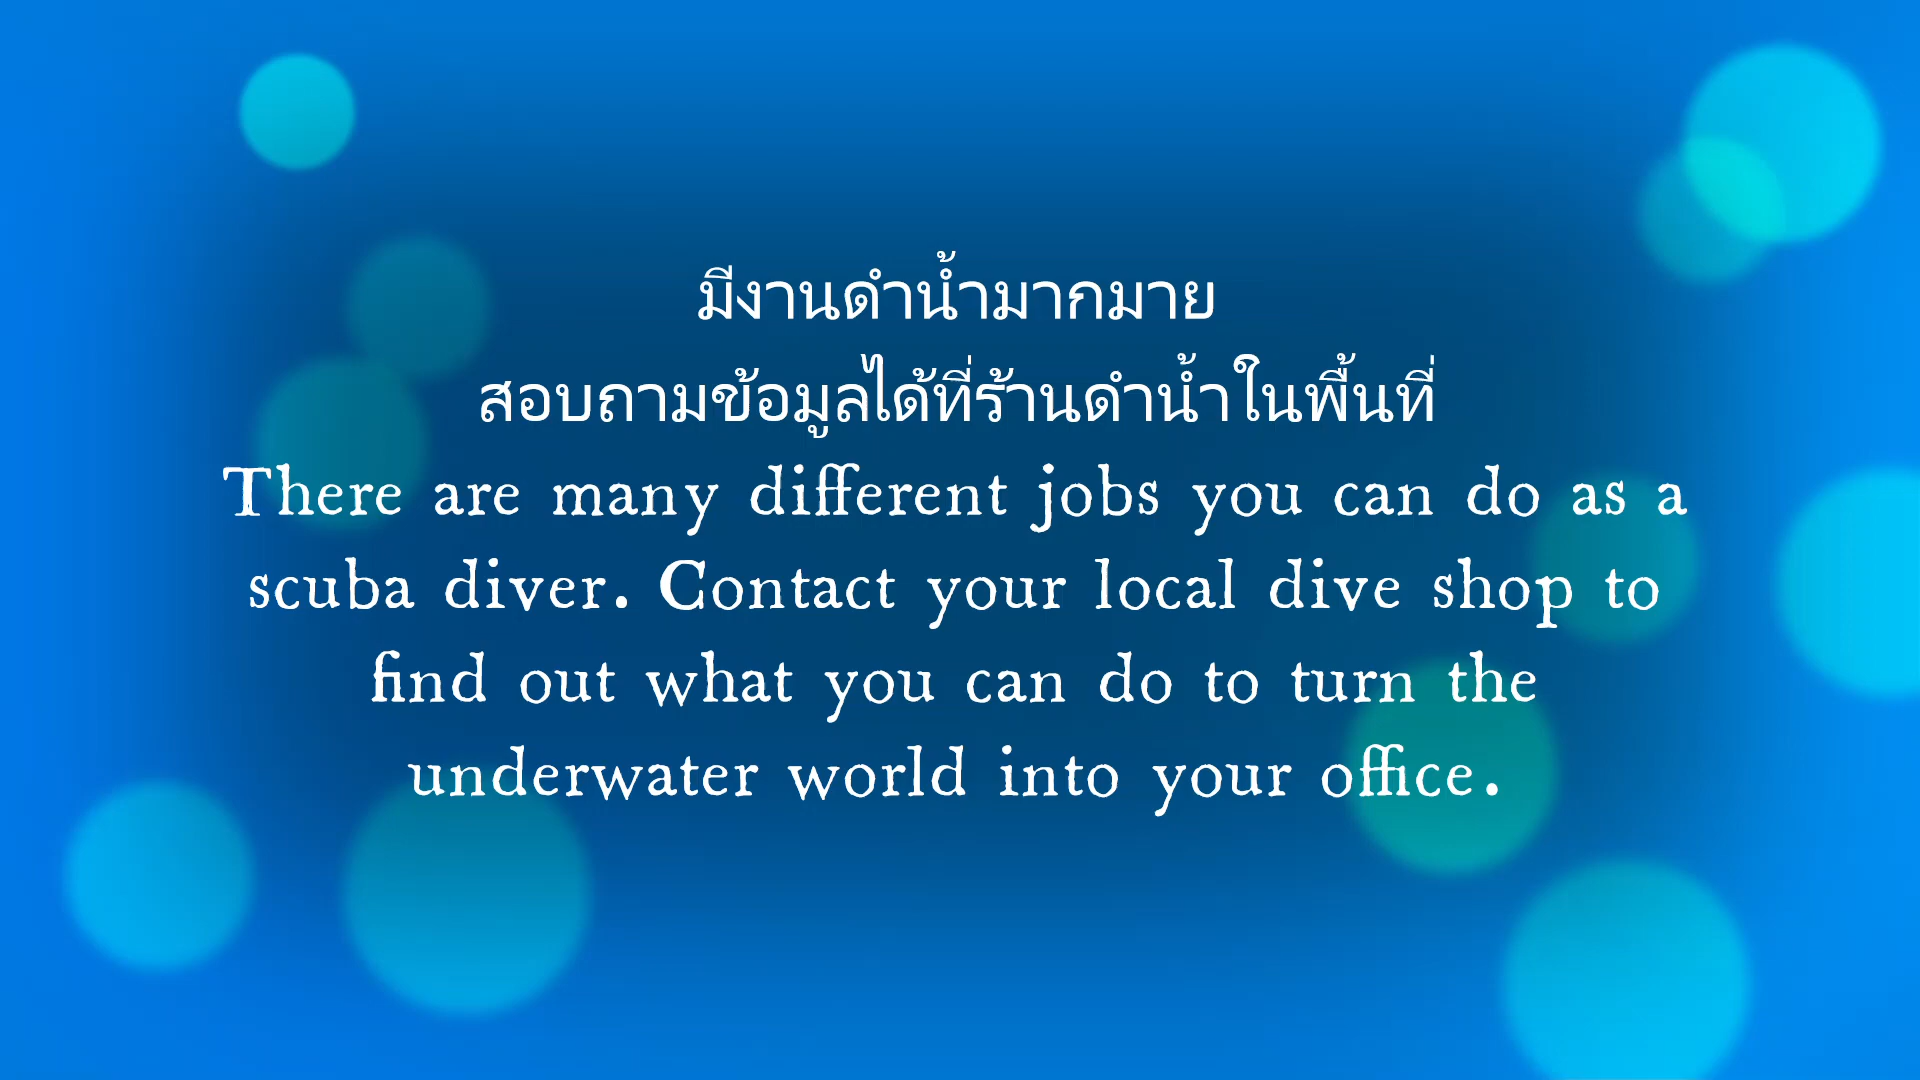 มีงานดำน้ำมากมาย
สอบถามข้อมูลได้ที่ร้านดำน้ำในพื้นที่
There are many different jobs you can do as a
scuba diver. Contact your local dive shop to
find out what you can do to turn the
underwater world into your office.